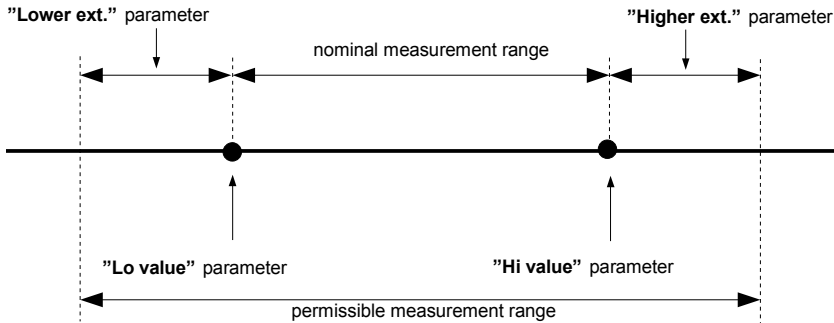 ”Lower ext.” parameter
”Higher ext.” parameter
nominal measurement range
”Lo value” parameter
”Hi value” parameter
permissible measurement range